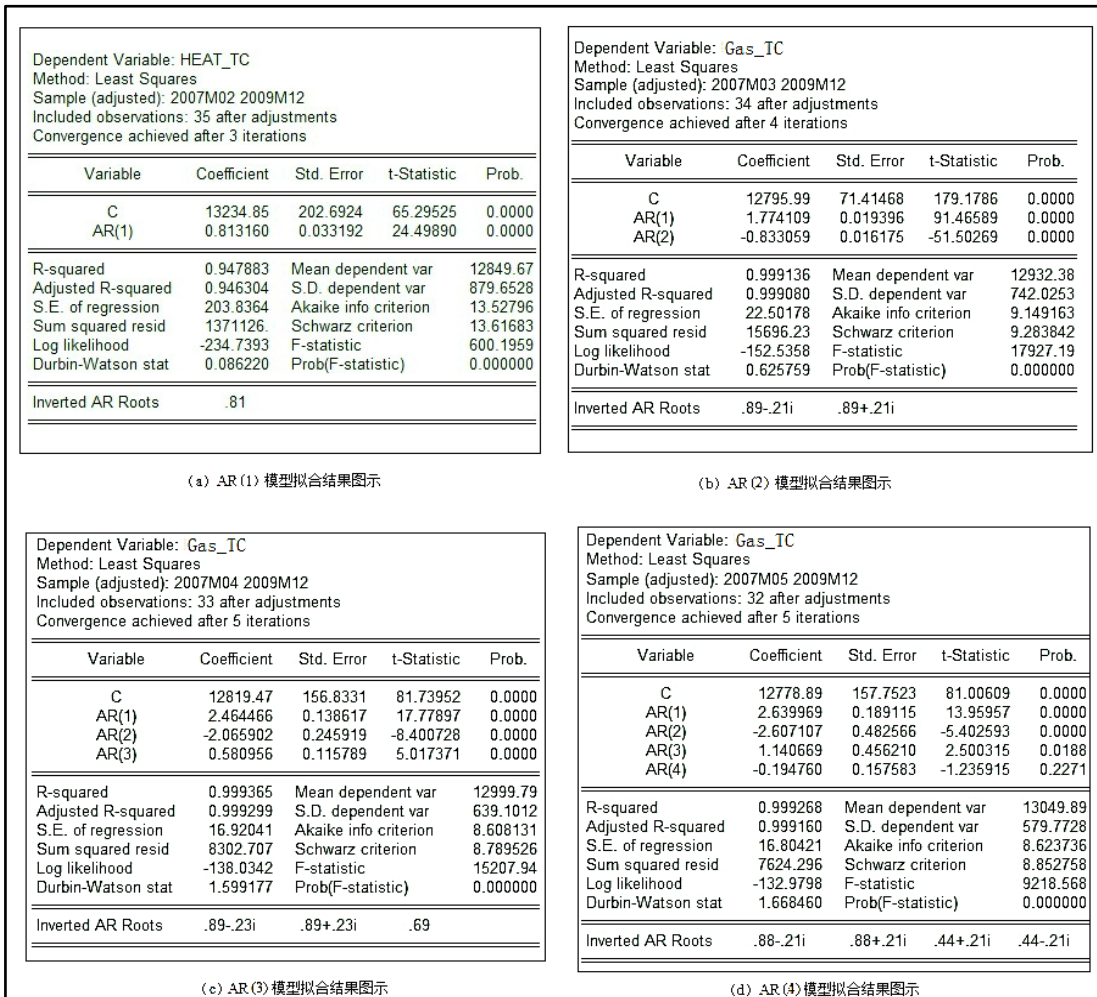 Dependent Variable: HEAT_TC
Method: Least Squares
Sample (adjusted): 2007M02 2009M12
Included observations: 35 after adjustments
Convergence achieved after 3 iterations
Variable Coefficient Std. Error t-Statistic Prob.
C 13234.85 202.6924 65.29525 0.0000
AR(1) 0.813160 0.033192 24.49890 0.0000
R-squared 0.947883 Mean dependent var 12849.67
Adjusted R-squared 0.946304 S.D. dependent var 879.6528
S.E. of regression 203.8364 Akaike info criterion 13.52796
Sum squared resid 1371126. Schwarz criterion 13.61683
Log likelihood -234.7393 F-statistic 600.1959
Durbin-Watson stat 0.086220 Prob(F-statistic) 0.000000
Inverted AR Roots .81
(a) AR(1)模型拟合结果图示
Dependent Variable: Gas_TC
Method: Least Squares
Sample (adjusted): 2007M03 2009M12
Included observations: 34 after adjustments
Convergence achieved after 4 iterations
Variable Coefficient Std. Error t-Statistic Prob.
C 12795.99 71.41468 179.1786 0.0000
AR(1) 1.774109 0.019396 91.46589 0.0000
AR(2) -0.833059 0.016175 -51.50269 0.0000
R-squared 0.999136 Mean dependent var 12932.38
Adjusted R-squared 0.999080 S.D. dependent var 742.0253
S.E. of regression 22.50178 Akaike info criterion 9.149163
Sum squared resid 15696.23 Schwarz criterion 9.283842
Log likelihood -152.5358 F-statistic 17927.19
Durbin-Watson stat 0.625759 Prob(F-statistic) 0.000000
Inverted AR Roots .89-.21i .89+.21i
(b) AR(2)模型拟合结果图示
Dependent Variable: Gas_TC
Method: Least Squares
Sample (adjusted): 2007M04 2009M12
Included observations: 33 after adjustments
Convergence achieved after 5 iterations
Variable Coefficient Std. Error t-Statistic Prob.
C 12819.47 156.8331 81.73952 0.0000
AR(1) 2.464466 0.138617 17.77897 0.0000
AR(2) -2.065902 0.245919 -8.400728 0.0000
AR(3) 0.580956 0.115789 5.017371 0.0000
R-squared 0.999365 Mean dependent var 12999.79
Adjusted R-squared 0.999299 S.D. dependent var 639.1012
S.E. of regression 16.92041 Akaike info criterion 8.608131
Sum squared resid 8302.707 Schwarz criterion 8.789526
Log likelihood -138.0342 F-statistic 15207.94
Durbin-Watson stat 1.599177 Prob(F-statistic) 0.000000
Inverted AR Roots .89-.23i .89+.23i .69
(c) AR(3)模型拟合结果图示
Dependent Variable: Gas_TC
Method: Least Squares
Sample (adjusted): 2007M05 2009M12
Included observations: 32 after adjustments
Convergence achieved after 5 iterations
Variable Coefficient Std. Error t-Statistic Prob.
C 12778.89 157.7523 81.00609 0.0000
AR(1) 2.639969 0.189115 13.95957 0.0000
AR(2) -2.607107 0.482566 -5.402593 0.0000
AR(3) 1.140669 0.456210 2.500315 0.0188
AR(4) -0.194760 0.157583 -1.235915 0.2271
R-squared 0.999268 Mean dependent var 13049.89
Adjusted R-squared 0.999160 S.D. dependent var 579.7728
S.E. of regression 16.80421 Akaike info criterion 8.623736
Sum squared resid 7624.296 Schwarz criterion 8.852758
Log likelihood -132.9798 F-statistic 9218.568
Durbin-Watson stat 1.668460 Prob(F-statistic) 0.000000
Inverted AR Roots .88-.21i .88+.21i .44+.21i .44-.21i
(d) AR(4)模型拟合结果图示